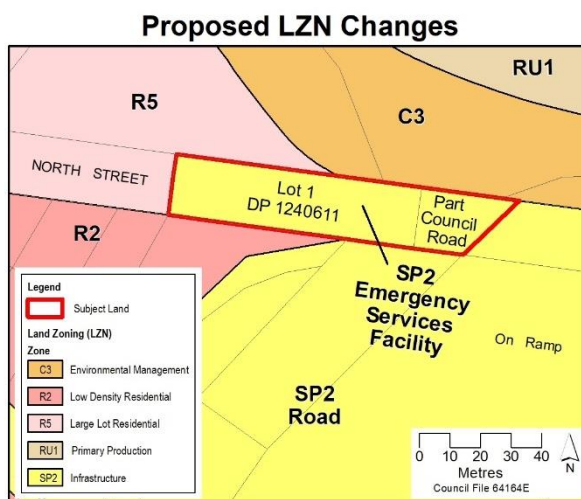 Proposed LZN Changes
RU1
R5
C3
NORTH STREET
Lot 1
DP 1240611
Part
Council
Road
R2
SP2
Emergency
Services
Facility
On Ramp
SP2
Road
Legend
Subject Land
Land Zoning (LZN)
Zone
C3 Environmental Management
R2 Low Density Residential
R5 Large Lot Residential
RU1 Primary Production
SP2 Infrastructure
0 10 20 30 40
Metres
N
Council File 64164E